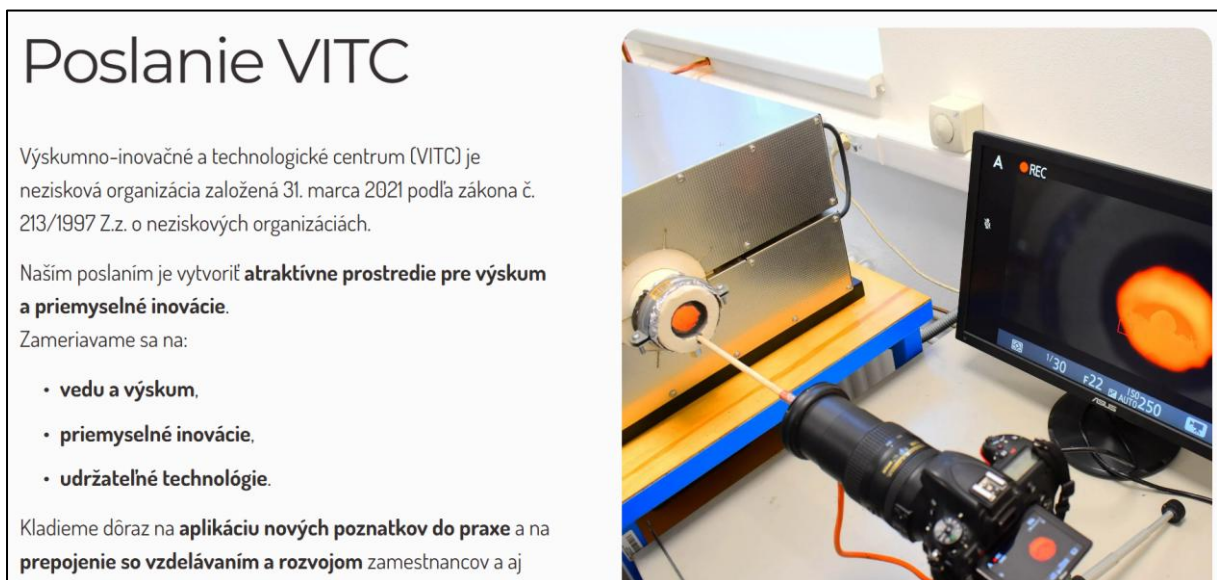 Poslanie VITC
Výskumno-inovačné a technologické centrum (VITC) je
nezisková organizácia založená 31. marca 2021 podľa zákona č.
213/1997 Z.z. o neziskových organizáciách.
Naším poslaním je vytvoriť atraktívne prostredie pre výskum
a priemyselné inovácie.
Zameriavame sa na:
• vedu a výskum,
• priemyselné inovácie,
• udržateľné technológie.
Kladieme dôraz na aplikáciu nových poznatkov do praxe a na
prepojenie so vzdelávaním a rozvojom zamestnancov a aj
A REC
1/30 F22 ISO AUTO 250
ASUS